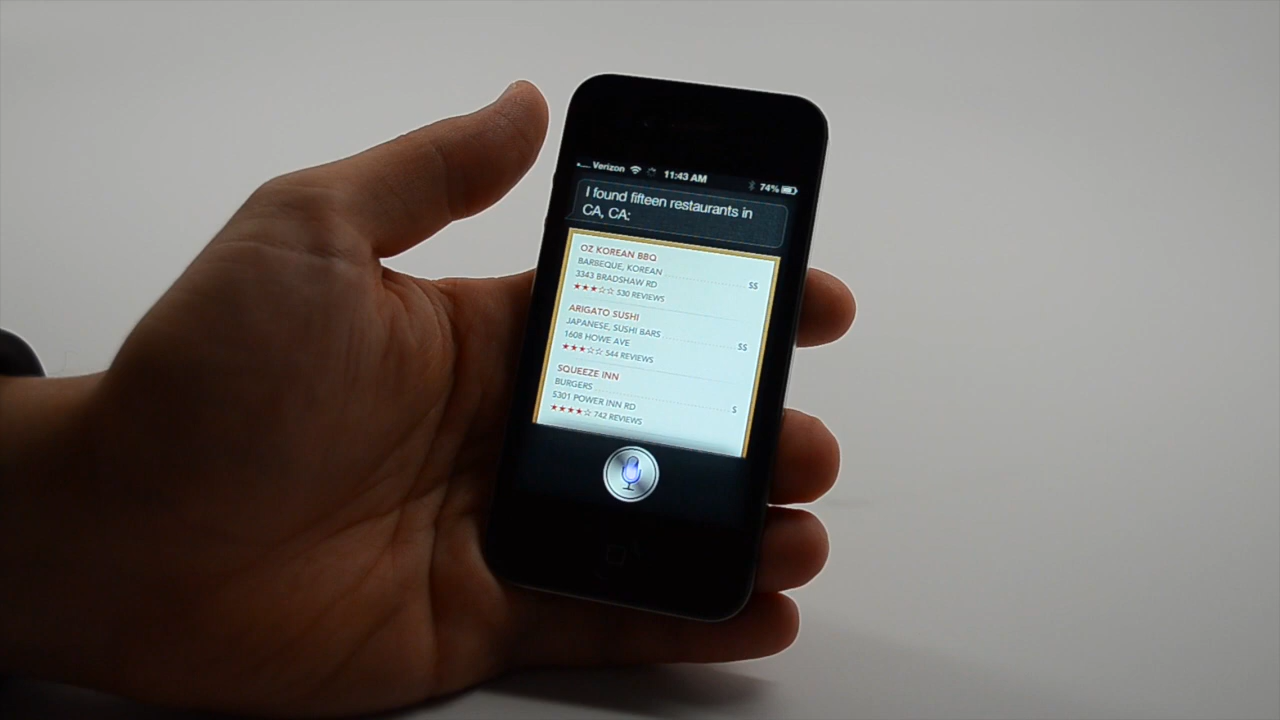 Verizon 11:43 AM 74%
I found fifteen restaurants in
CA, CA:
OZ KOREAN BBQ
BARBEQUE, KOREAN $$
3343 BRADSHAW RD
530 REVIEWS
ARIGATO SUSHI
JAPANESE, SUSHI BARS $$
1608 HOWE AVE
544 REVIEWS
SQUEEZE INN
BURGERS $
5301 POWER INN RD
742 REVIEWS